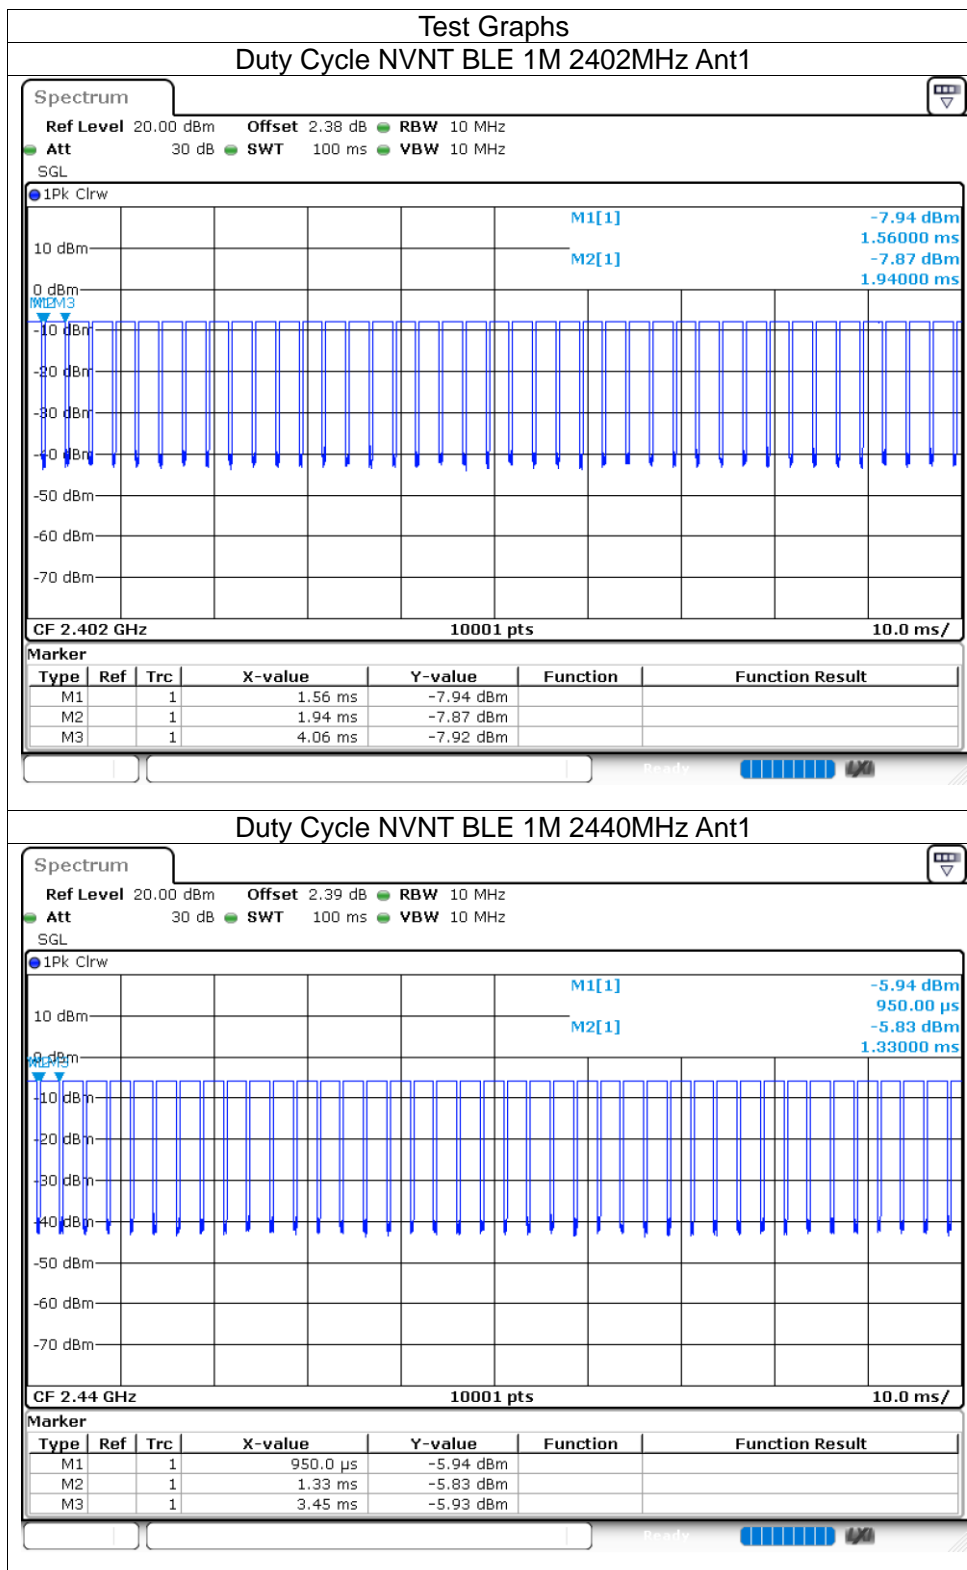 Test Graphs
Duty Cycle NVNT BLE 1M 2402MHz Ant1
Spectrum
Ref Level 20.00 dBm Offset 2.38 dB RBW 10 MHz
Att 30 dB SWT 100 ms VBW 10 MHz
SGL
1Pk Clrw
M1[1] -7.94 dBm
1.56000 ms
10 dBm
M2[1] -7.87 dBm
1.94000 ms
0 dBm
M3
-10 dBm
-20 dBm
-30 dBm
-40 dBm
-50 dBm
-60 dBm
-70 dBm
CF 2.402 GHz 10001 pts 10.0 ms/
Marker
Type Ref Trc X-value Y-value Function Function Result
M1 1 1.56 ms -7.94 dBm
M2 1 1.94 ms -7.87 dBm
M3 1 4.06 ms -7.92 dBm
Ready LXI
Duty Cycle NVNT BLE 1M 2440MHz Ant1
Spectrum
Ref Level 20.00 dBm Offset 2.39 dB RBW 10 MHz
Att 30 dB SWT 100 ms VBW 10 MHz
SGL
1Pk Clrw
M1[1] -5.94 dBm
950.00 µs
10 dBm
M2[1] -5.83 dBm
1.33000 ms
0 dBm
-10 dBm
-20 dBm
-30 dBm
-40 dBm
-50 dBm
-60 dBm
-70 dBm
CF 2.44 GHz 10001 pts 10.0 ms/
Marker
Type Ref Trc X-value Y-value Function Function Result
M1 1 950.0 µs -5.94 dBm
M2 1 1.33 ms -5.83 dBm
M3 1 3.45 ms -5.93 dBm
Ready LXI